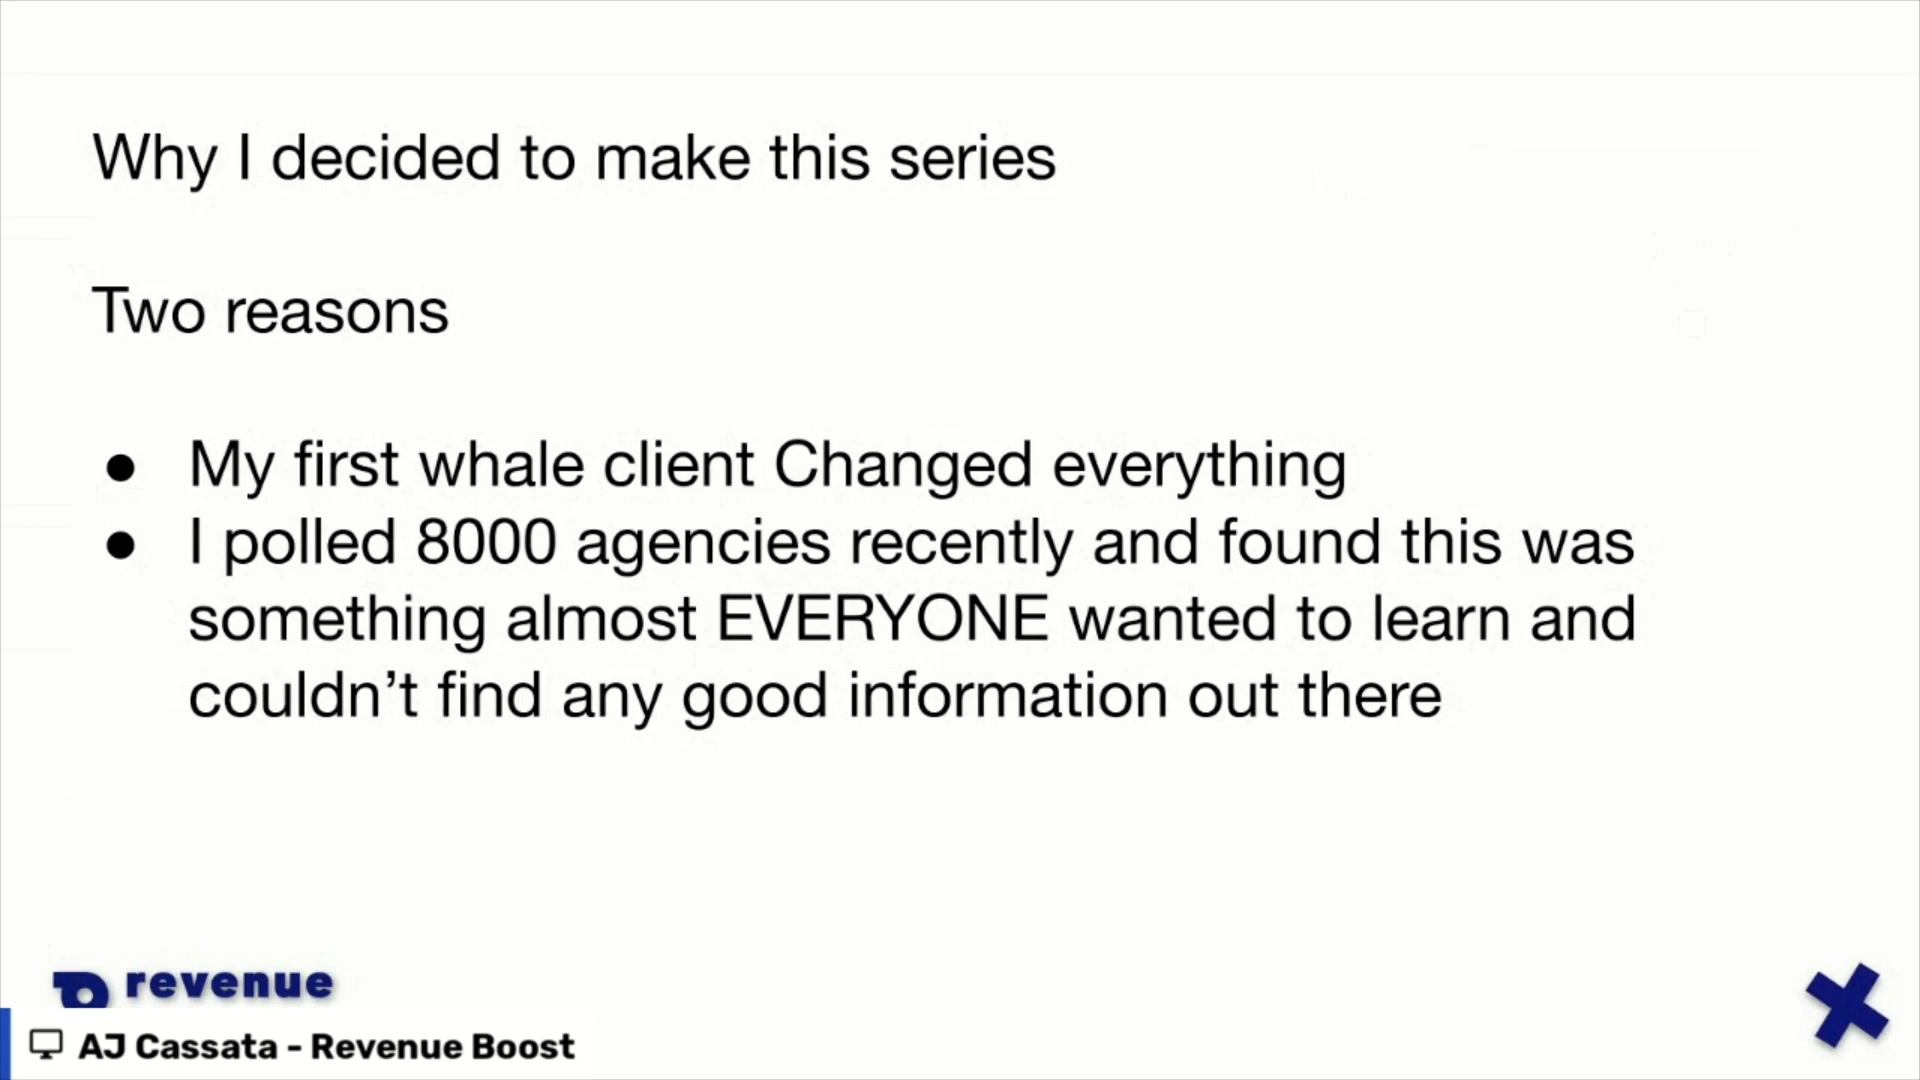 Why I decided to make this series
Two reasons
● My first whale client Changed everything
● I polled 8000 agencies recently and found this was
something almost EVERYONE wanted to learn and
couldn’t find any good information out there
revenue
AJ Cassata - Revenue Boost